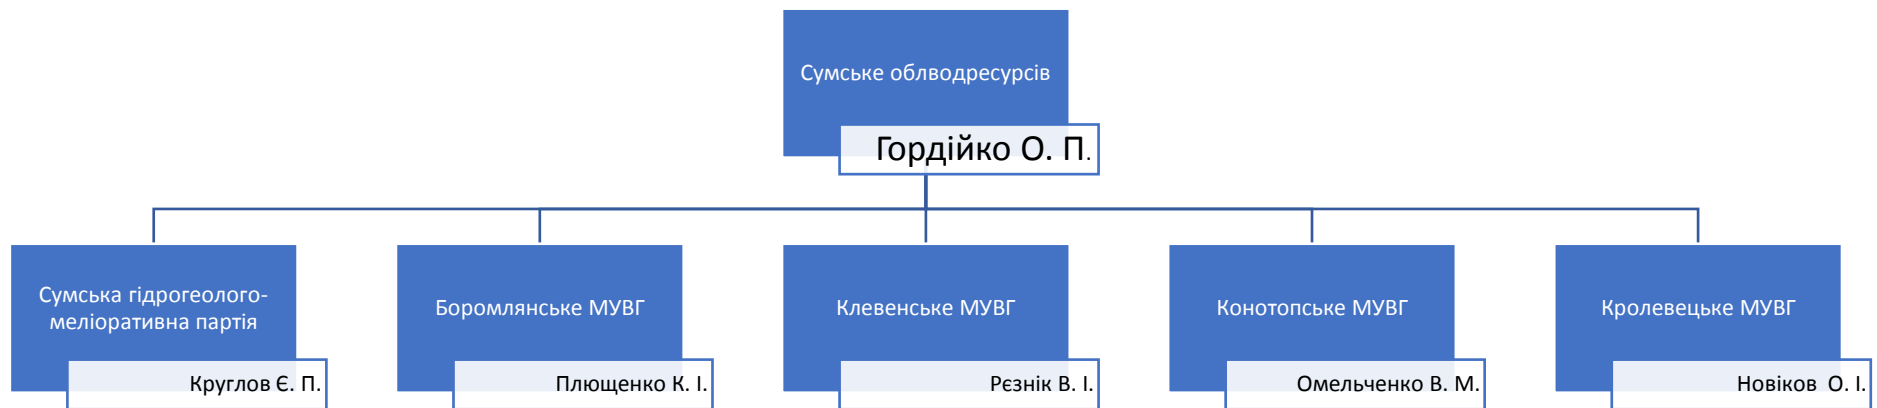 Сумське облводресурсів
Гордійко О. П.
Сумська гідрогеолого-
меліоративна партія
Круглов Є. П.
Боромлянське МУВГ
Плющенко К. І.
Клевенське МУВГ
Рєзнік В. І.
Конотопське МУВГ
Омельченко В. М.
Кролевецьке МУВГ
Новіков О. І.